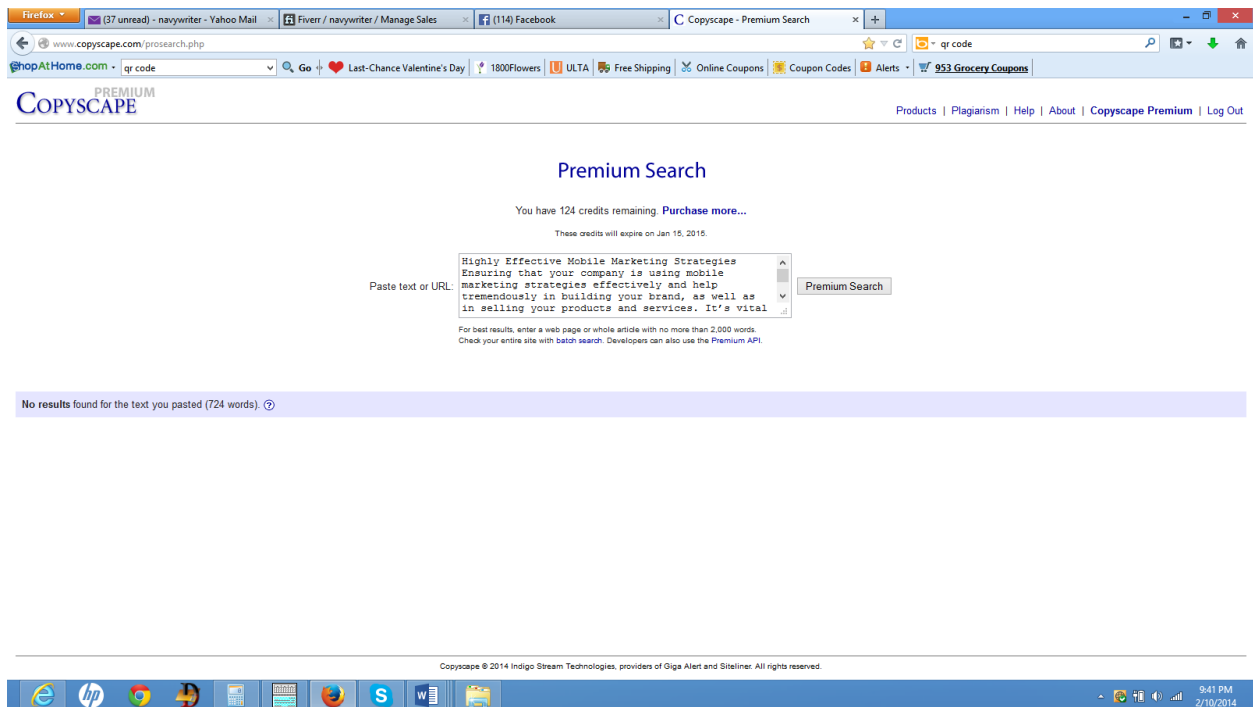 Firefox
(37 unread) - navywriter - Yahoo Mail
Fiverr / navywriter / Manage Sales
(114) Facebook
Copyscape - Premium Search
www.copyscape.com/prosearch.php
qr code
ShopAtHome.com
qr code
Go
Last-Chance Valentine's Day
1800Flowers
ULTA
Free Shipping
Online Coupons
Coupon Codes
Alerts
953 Grocery Coupons
PREMIUM
COPYSCAPE
Products | Plagiarism | Help | About | Copyscape Premium | Log Out
Premium Search
You have 124 credits remaining. Purchase more...
These credits will expire on Jan 15, 2015.
Paste text or URL:
Highly Effective Mobile Marketing Strategies
Ensuring that your company is using mobile
marketing strategies effectively and help
tremendously in building your brand, as well as
in selling your products and services. It's vital
Premium Search
For best results, enter a web page or whole article with no more than 2,000 words.
Check your entire site with batch search. Developers can also use the Premium API.
No results found for the text you pasted (724 words). ?
Copyscape © 2014 Indigo Stream Technologies, providers of Giga Alert and Siteliner. All rights reserved.
9:41 PM
2/10/2014